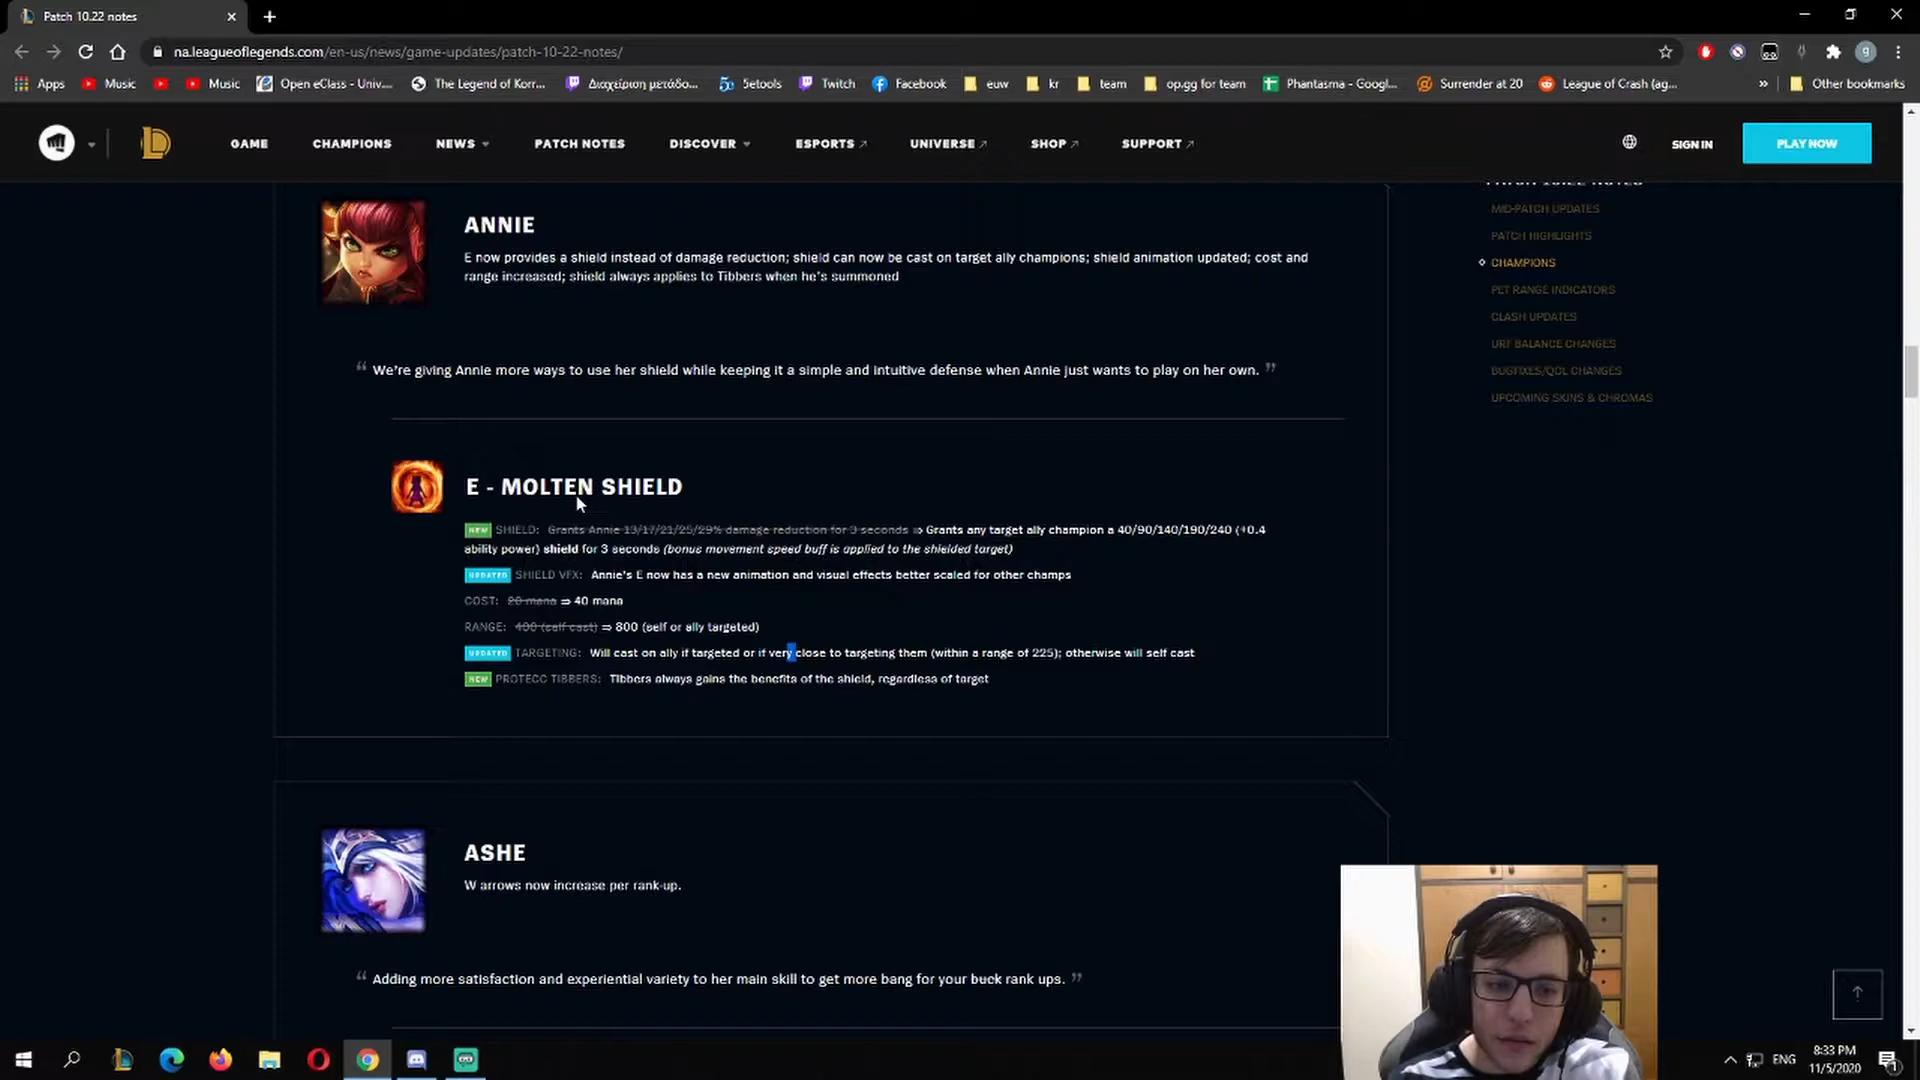 Patch 10.22 notes
na.leagueoflegends.com/en-us/news/game-updates/patch-10-22-notes/
g
Apps Music Music Open eClass - Univ... The Legend of Korr... Διαχείριση μετάδο... 5etools Twitch Facebook euw kr team op.gg for team Phantasma - Googl... Surrender at 20 League of Crash (ag... » Other bookmarks
GAME CHAMPIONS NEWS PATCH NOTES DISCOVER ESPORTS UNIVERSE SHOP SUPPORT SIGN IN PLAY NOW
PATCH 10.22 NOTES
MID-PATCH UPDATES
PATCH HIGHLIGHTS
CHAMPIONS
PET RANGE INDICATORS
CLASH UPDATES
URF BALANCE CHANGES
BUGFIXES/QOL CHANGES
UPCOMING SKINS & CHROMAS
ANNIE
E now provides a shield instead of damage reduction; shield can now be cast on target ally champions; shield animation updated; cost and
range increased; shield always applies to Tibbers when he's summoned
“ We're giving Annie more ways to use her shield while keeping it a simple and intuitive defense when Annie just wants to play on her own. ”
E - MOLTEN SHIELD
NEW SHIELD: Grants Annie 13/17/21/25/29% damage reduction for 3 seconds ⇒ Grants any target ally champion a 40/90/140/190/240 (+0.4
ability power) shield for 3 seconds (bonus movement speed buff is applied to the shielded target)
UPDATED SHIELD VFX: Annie's E now has a new animation and visual effects better scaled for other champs
COST: 20 mana ⇒ 40 mana
RANGE: 400 (self cast) ⇒ 800 (self or ally targeted)
UPDATED TARGETING: Will cast on ally if targeted or if very close to targeting them (within a range of 225); otherwise will self cast
NEW PROTECC TIBBERS: Tibbers always gains the benefits of the shield, regardless of target
ASHE
W arrows now increase per rank-up.
“ Adding more satisfaction and experiential variety to her main skill to get more bang for your buck rank ups. ”
ENG
8:33 PM
11/5/2020
1